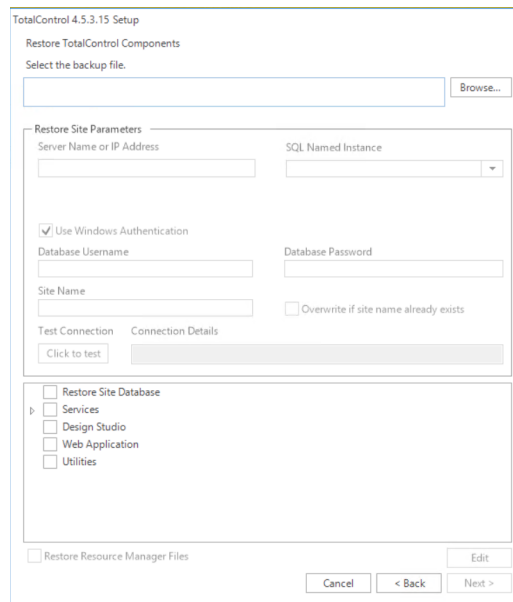 TotalControl 4.5.3.15 Setup
Restore TotalControl Components
Select the backup file.
Browse...
Restore Site Parameters
Server Name or IP Address SQL Named Instance
Use Windows Authentication
Database Username Database Password
Site Name
Overwrite if site name already exists
Test Connection Connection Details
Click to test
Restore Site Database
Services
Design Studio
Web Application
Utilities
Restore Resource Manager Files Edit
Cancel < Back Next >